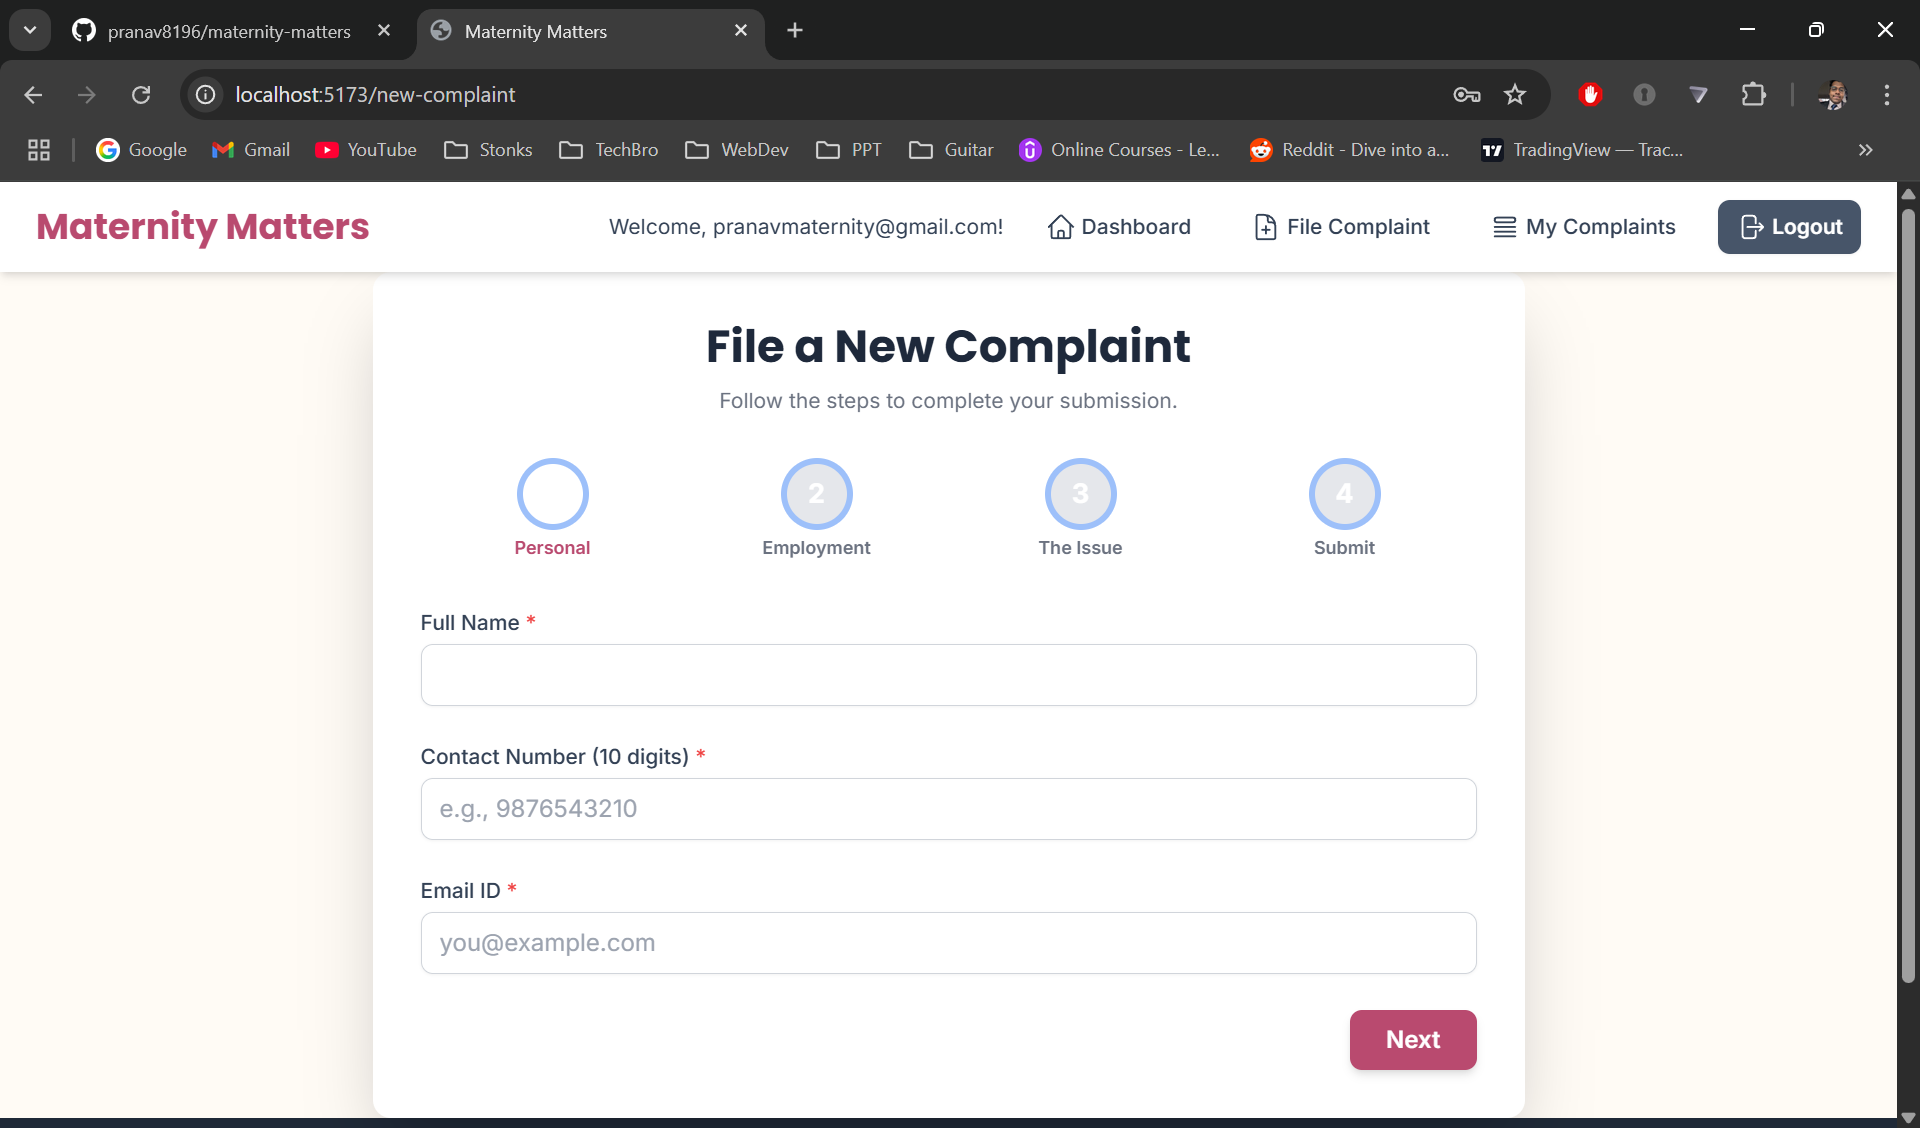 pranav8196/maternity-matters
Maternity Matters
localhost:5173/new-complaint
Google
Gmail
YouTube
Stonks
TechBro
WebDev
PPT
Guitar
Online Courses - Le...
Reddit - Dive into a...
TradingView — Trac...
Maternity Matters
Welcome, pranavmaternity@gmail.com!
Dashboard
File Complaint
My Complaints
Logout
File a New Complaint
Follow the steps to complete your submission.
2
3
4
Personal
Employment
The Issue
Submit
Full Name *
Contact Number (10 digits) *
e.g., 9876543210
Email ID *
you@example.com
Next